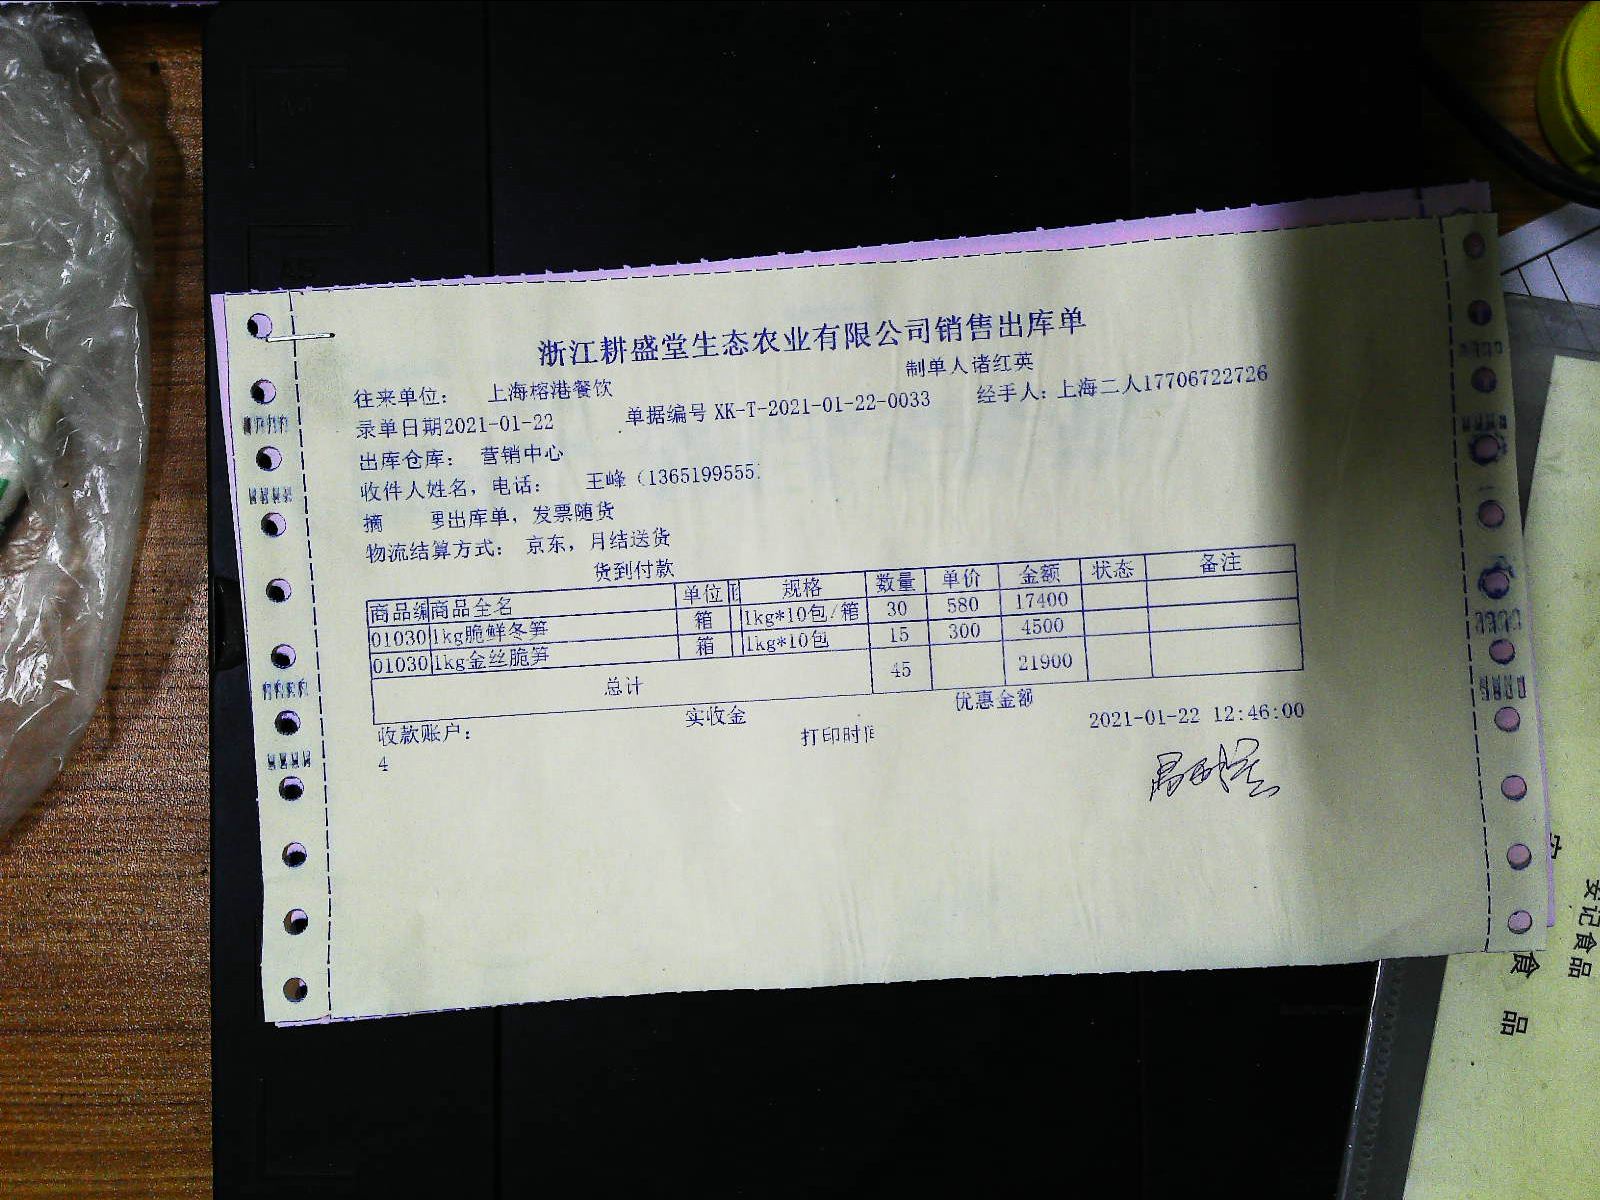 浙江耕盛堂生态农业有限公司销售出库单
制单人诸红英
往来单位： 上海榕港餐饮
录单日期2021-01-22 单据编号 XK-T-2021-01-22-0033 经手人: 上海二人17706722726
出库仓库： 营销中心
收件人姓名，电话： 王峰（1365199555
摘 出库单，发票随货
物流结算方式： 京东，月结送货
货到付款
商品编 商品全名 单位 规格 数量 单价 金额 状态 备注
01030 1kg脆鲜冬笋 箱 1kg*10包/箱 30 580 17400
01030 1kg金丝脆笋 箱 1kg*10包 15 300 4500
总计 45 21900
收款账户： 实收金 优惠金额
打印时 2021-01-22 12:46:00
4
安记食品
食品